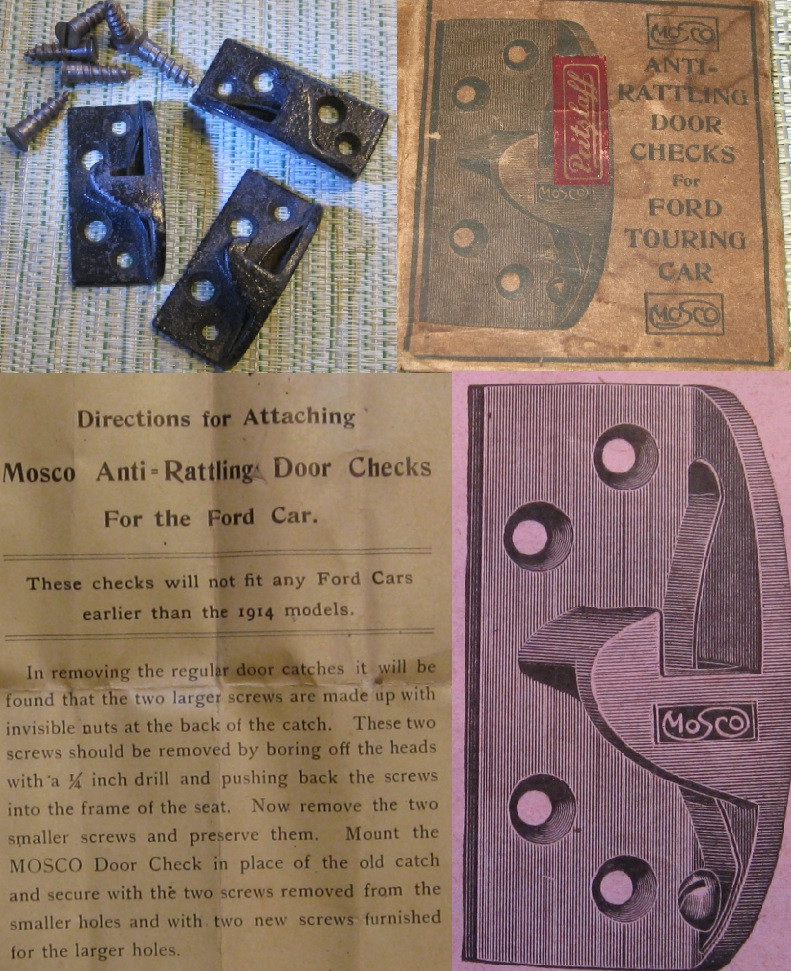 MOSCO
ANTI-
RATTLING
DOOR
CHECKS
For
FORD
TOURING
CAR
MOSCO
Pritzlaff
MOSCO
Directions for Attaching
Mosco Anti-Rattling Door Checks
For the Ford Car.
These checks will not fit any Ford Cars
earlier than the 1914 models.
In removing the regular door catches it will be
found that the two larger screws are made up with
invisible nuts at the back of the catch. These two
screws should be removed by boring off the heads
with a ¼ inch drill and pushing back the screws
into the frame of the seat. Now remove the two
smaller screws and preserve them. Mount the
MOSCO Door Check in place of the old catch
and secure with the two screws removed from the
smaller holes and with two new screws furnished
for the larger holes.
MOSCO